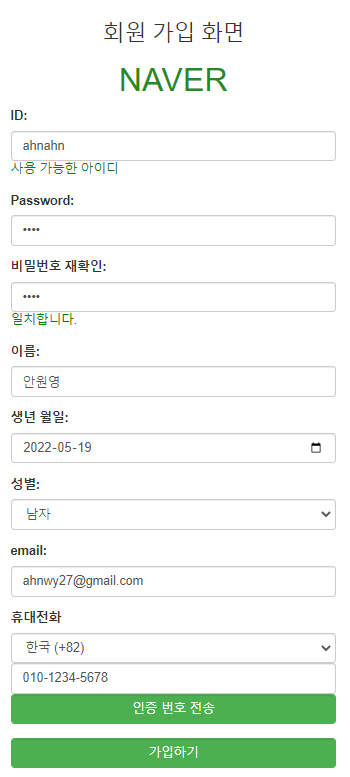 회원 가입 화면
NAVER
ID:
ahnahn
사용 가능한 아이디
Password:
••••
비밀번호 재확인:
••••
일치합니다.
이름:
안원영
생년 월일:
2022-05-19
성별:
남자
email:
ahnwy27@gmail.com
휴대전화
한국 (+82)
010-1234-5678
인증 번호 전송
가입하기